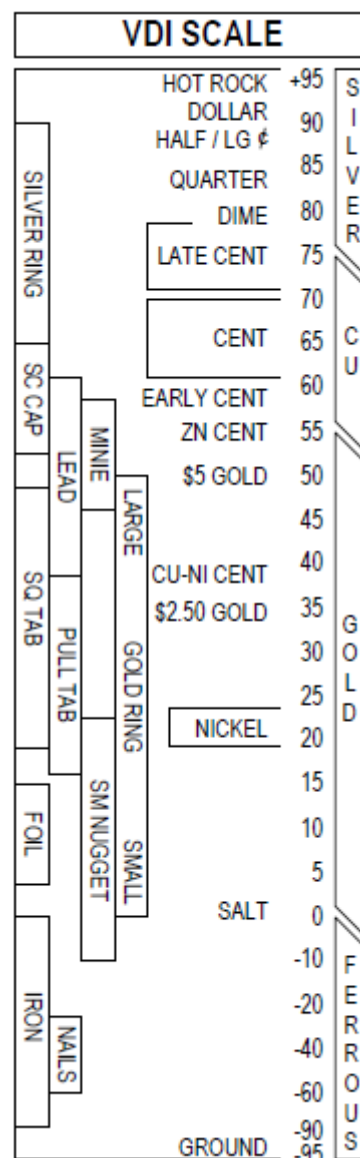 VDI SCALE
HOT ROCK +95
DOLLAR
HALF / LG ¢ 90
85
QUARTER
DIME 80
LATE CENT 75
70
CENT 65
60
EARLY CENT
ZN CENT 55
$5 GOLD 50
45
CU-NI CENT 40
$2.50 GOLD 35
30
25
NICKEL 20
15
10
5
SALT 0
-10
-20
-40
-60
-90
GROUND -95
SILVER RING
SC CAP
SQ TAB
FOIL
IRON
LEAD
PULL TAB
NAILS
MINIE
SM NUGGET
LARGE
GOLD RING
SMALL
SILVER
CU
GOLD
FERROUS